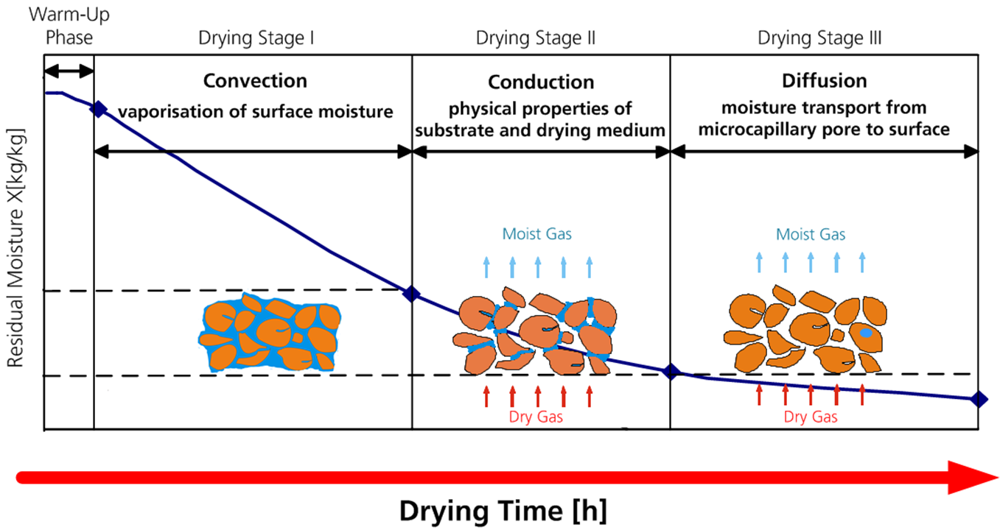 Warm-Up
Phase
Drying Stage I
Drying Stage II
Drying Stage III
Convection
vaporisation of surface moisture
Conduction
physical properties of
substrate and drying medium
Diffusion
moisture transport from
microcapillary pore to surface
Residual Moisture X[kg/kg]
Moist Gas
Moist Gas
Dry Gas
Dry Gas
Drying Time [h]